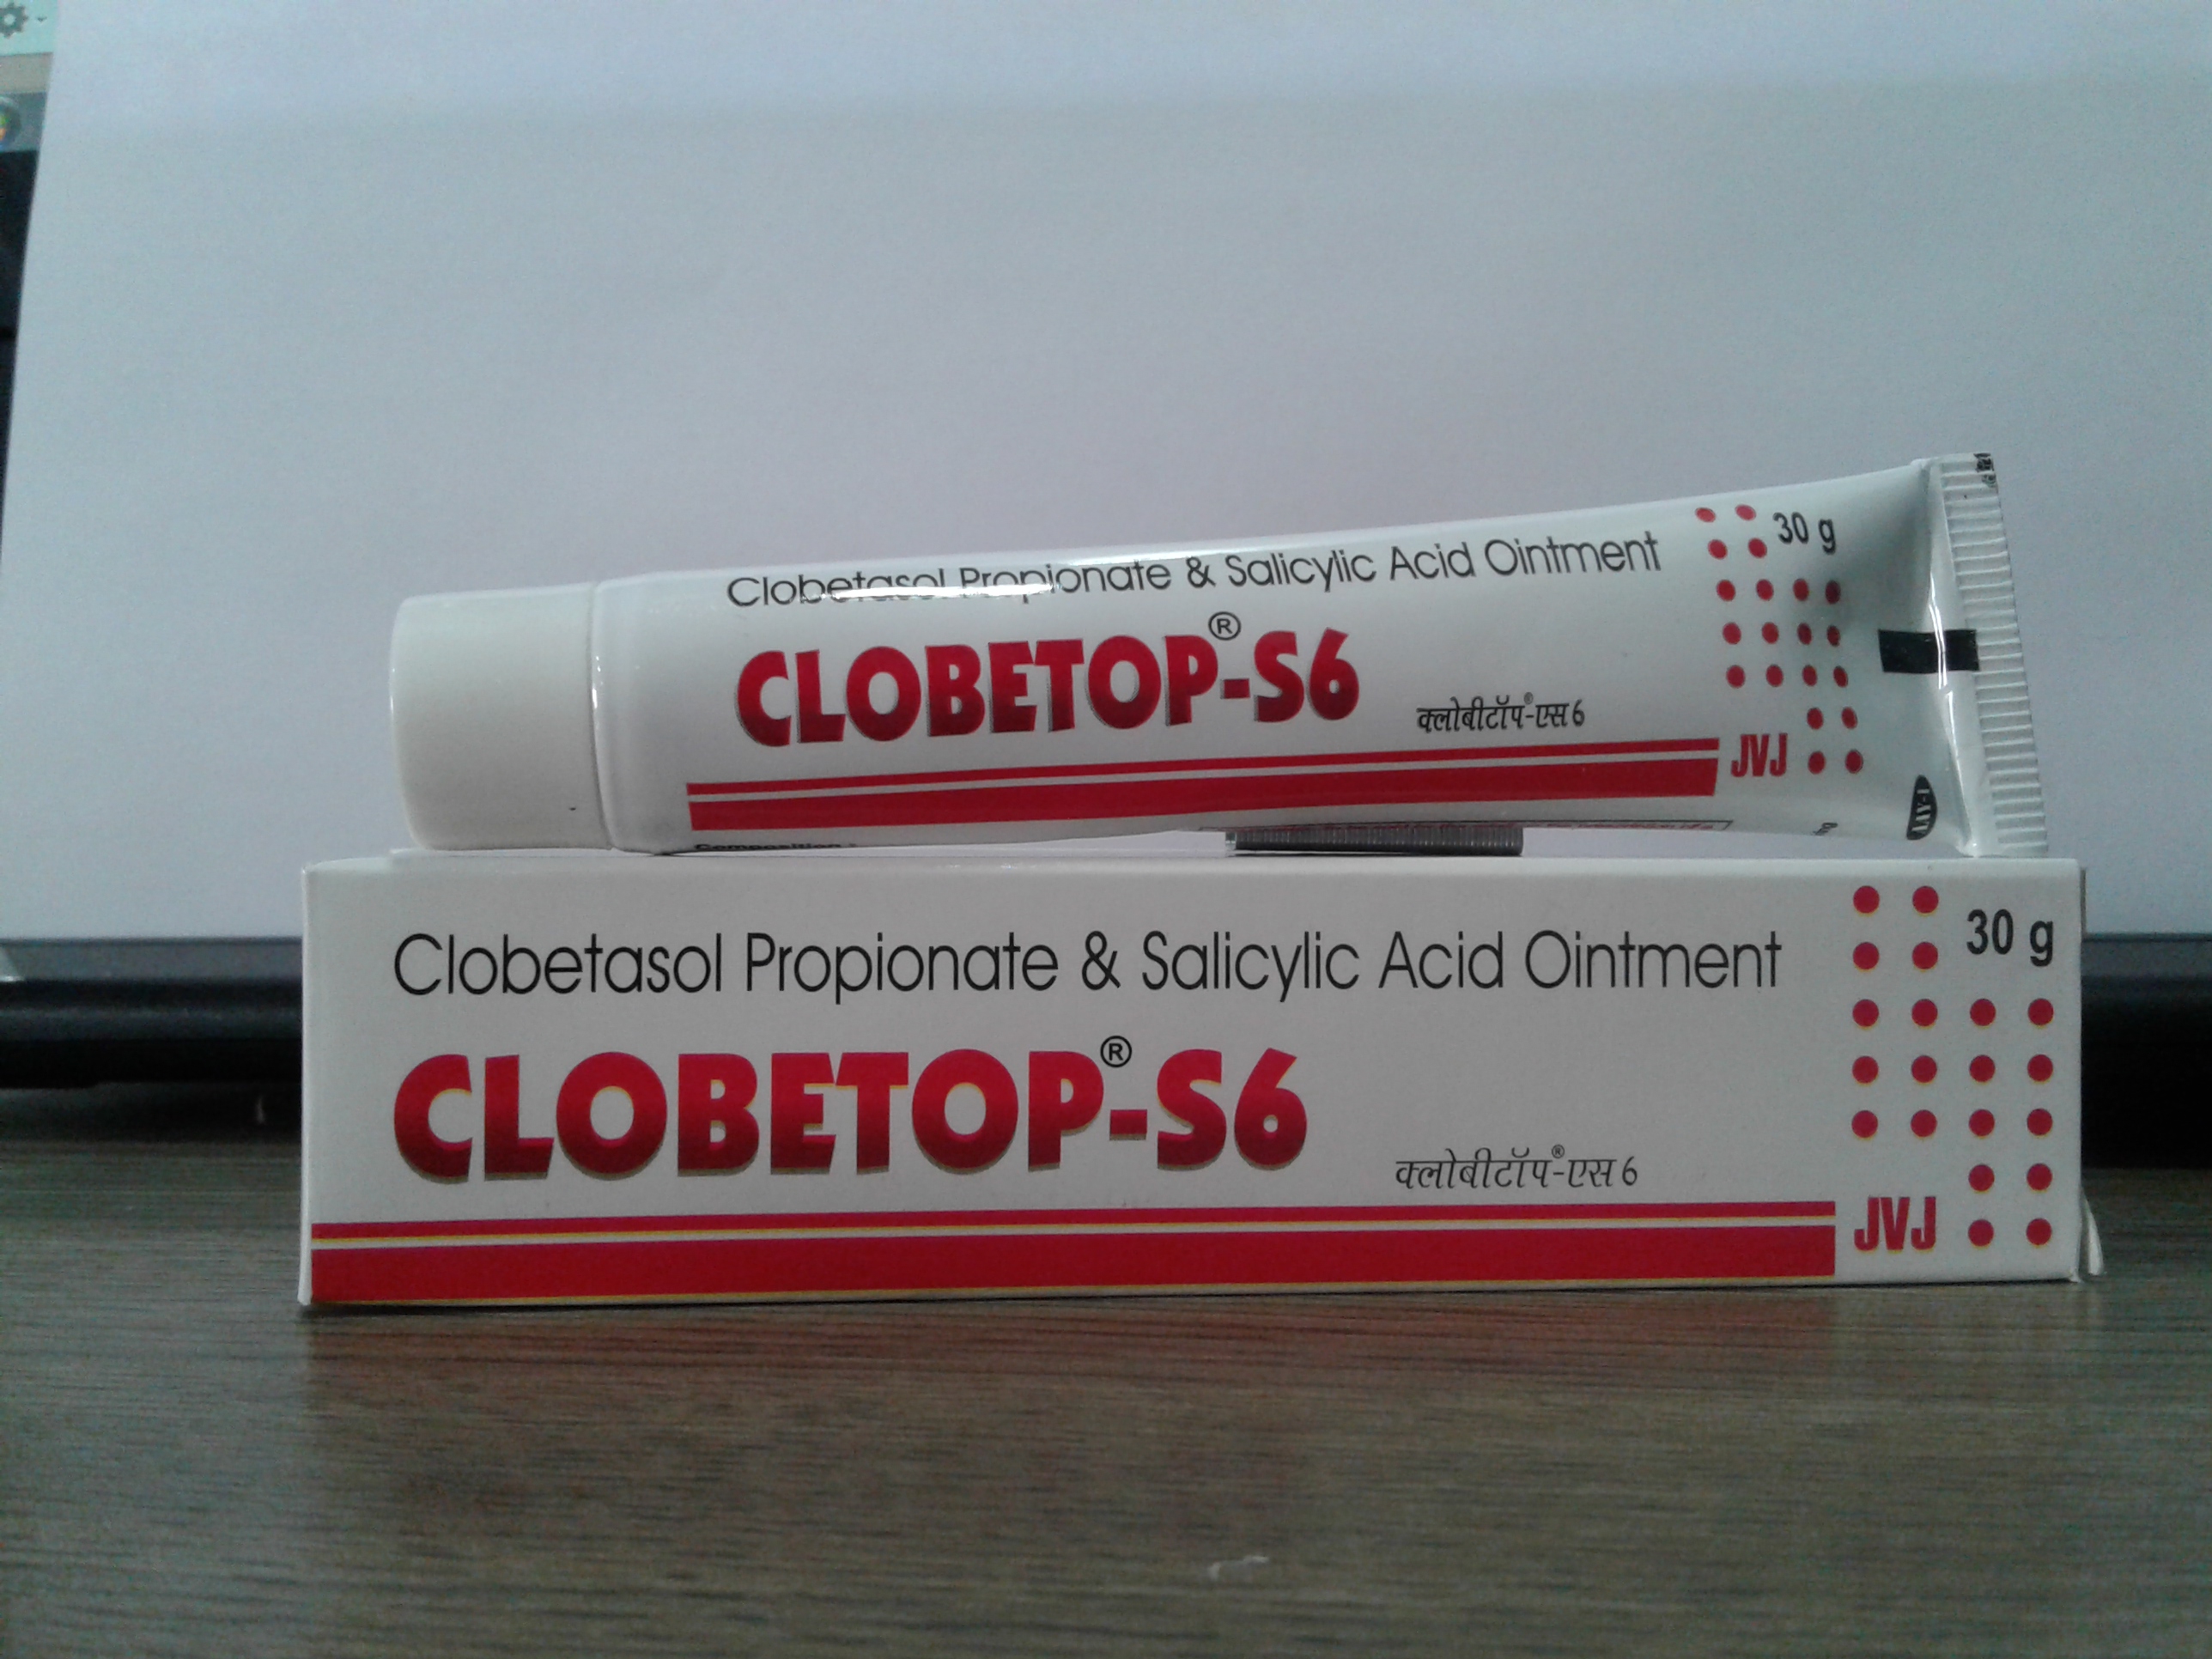 Clobetasol Propionate & Salicylic Acid Ointment
30 g
CLOBETOP®-S6
क्लोबीटॉप®-एस 6
JVJ
Composition :
Clobetasol Propionate & Salicylic Acid Ointment
30 g
CLOBETOP®-S6
क्लोबीटॉप®-एस 6
JVJ